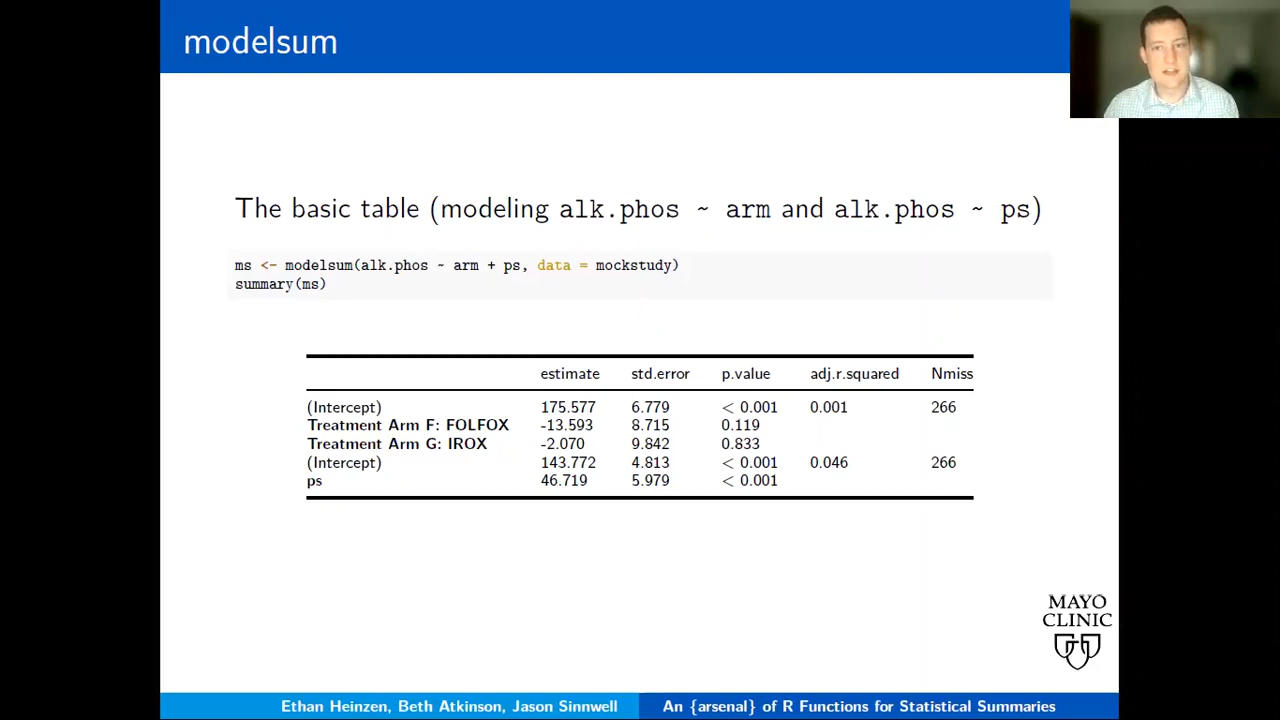 modelsum
The basic table (modeling alk.phos ~ arm and alk.phos ~ ps)
ms <- modelsum(alk.phos ~ arm + ps, data = mockstudy)
summary(ms)
estimate std.error p.value adj.r.squared Nmiss
(Intercept) 175.577 6.779 < 0.001 0.001 266
Treatment Arm F: FOLFOX -13.593 8.715 0.119
Treatment Arm G: IROX -2.070 9.842 0.833
(Intercept) 143.772 4.813 < 0.001 0.046 266
ps 46.719 5.979 < 0.001
MAYO
CLINIC
Ethan Heinzen, Beth Atkinson, Jason Sinnwell An {arsenal} of R Functions for Statistical Summaries